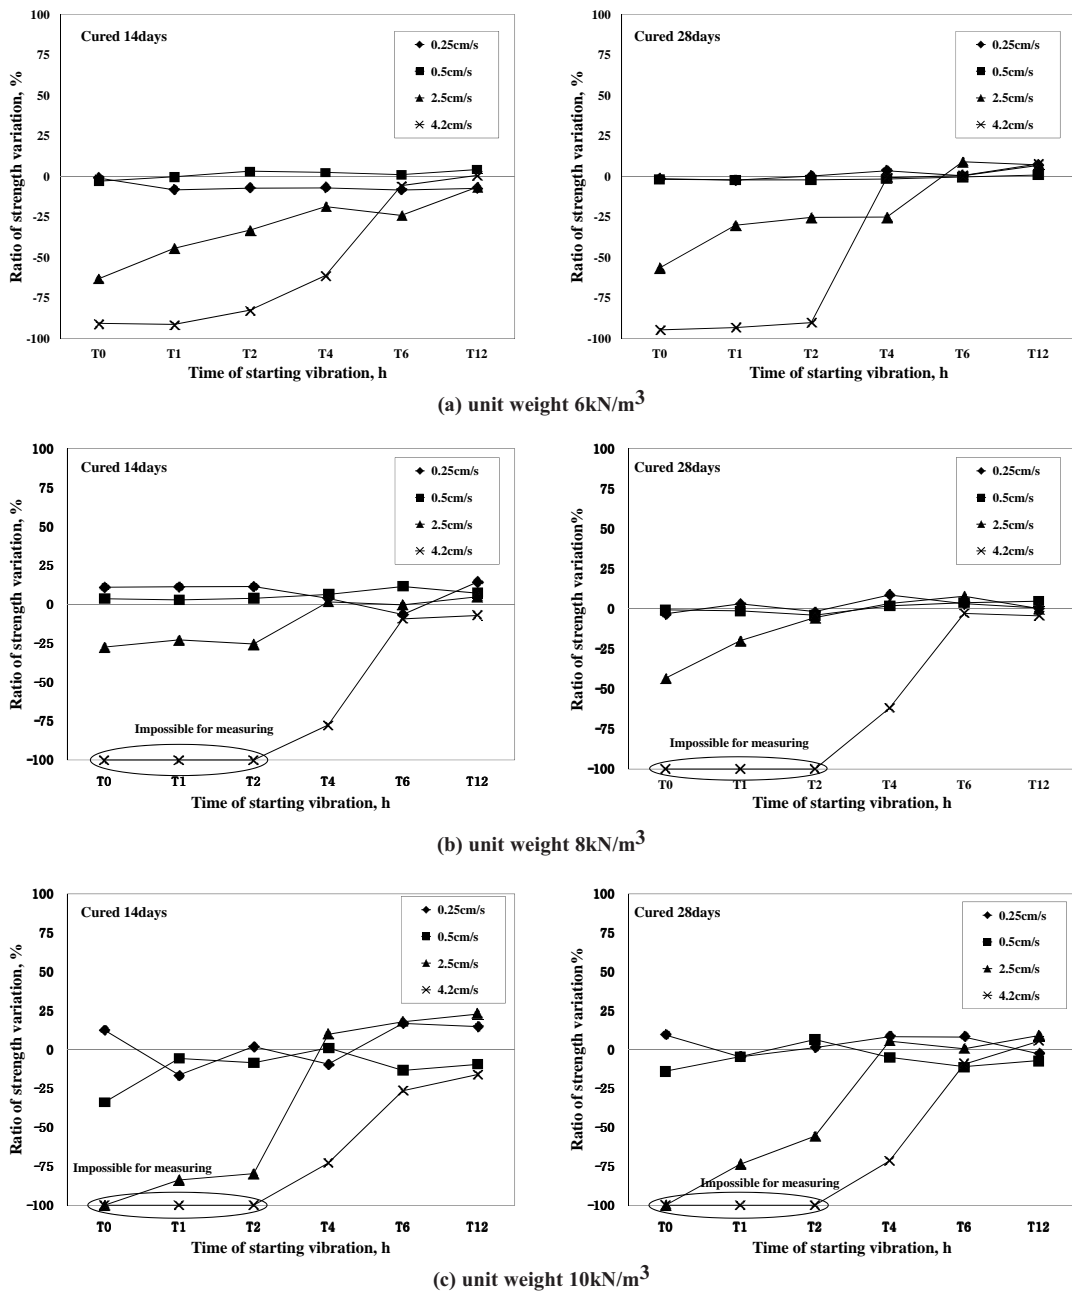 Cured 14days
0.25cm/s
0.5cm/s
2.5cm/s
4.2cm/s
100
75
50
25
0
-25
-50
-75
-100
Ratio of strength variation, %
T0 T1 T2 T4 T6 T12
Time of starting vibration, h
Cured 28days
0.25cm/s
0.5cm/s
2.5cm/s
4.2cm/s
100
75
50
25
0
-25
-50
-75
-100
Ratio of strength variation, %
T0 T1 T2 T4 T6 T12
Time of starting vibration, h
(a) unit weight 6kN/m³
Cured 14days
0.25cm/s
0.5cm/s
2.5cm/s
4.2cm/s
100
75
50
25
0
-25
-50
-75
-100
Ratio of strength variation, %
Impossible for measuring
T0 T1 T2 T4 T6 T12
Time of starting vibration, h
Cured 28days
0.25cm/s
0.5cm/s
2.5cm/s
4.2cm/s
100
75
50
25
0
-25
-50
-75
-100
Ratio of strength variation%
Impossible for measuring
T0 T1 T2 T4 T6 T12
Time of starting vibration, h
(b) unit weight 8kN/m³
Cured 14days
0.25cm/s
0.5cm/s
2.5cm/s
4.2cm/s
100
75
50
25
0
-25
-50
-75
-100
Ratio of strength variation, %
Impossible for measuring
T0 T1 T2 T4 T6 T12
Time of starting vibration, h
Cured 28days
0.25cm/s
0.5cm/s
2.5cm/s
4.2cm/s
100
75
50
25
0
-25
-50
-75
-100
Ratio of strength variation%
Impossible for measuring
T0 T1 T2 T4 T6 T12
Time of starting vibration, h
(c) unit weight 10kN/m³